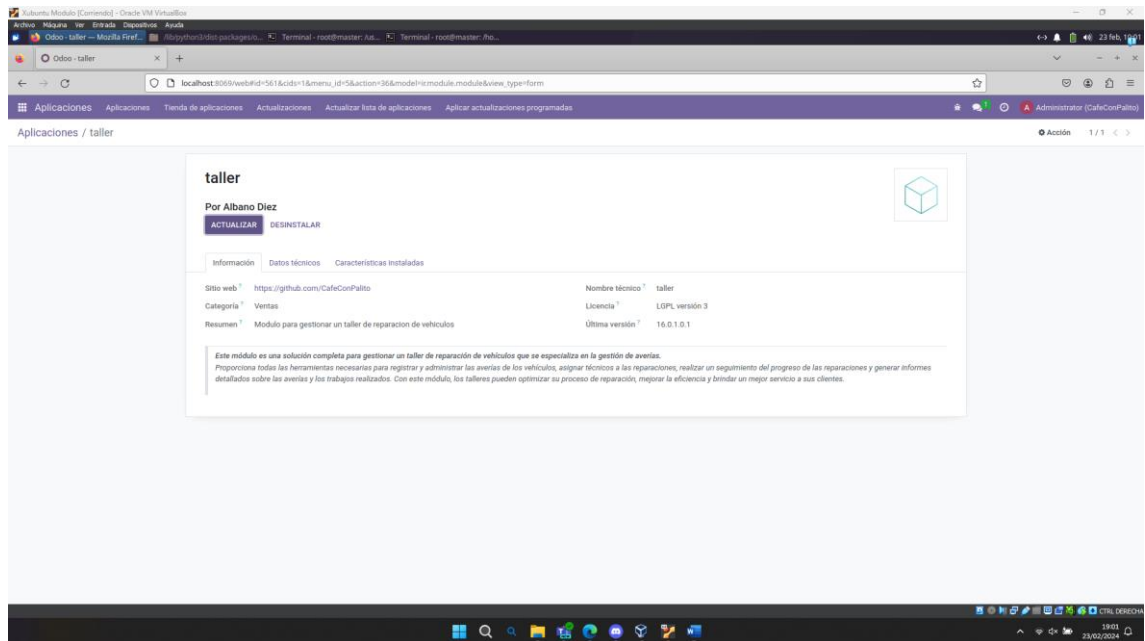 Xubuntu Modulo [Corriendo] - Oracle VM VirtualBox
Archivo Máquina Ver Entrada Dispositivos Ayuda
Odoo - taller — Mozilla Firef... /lib/python3/dist-packages/o... Terminal - root@master: /us... Terminal - root@master: /ho... 23 feb, 19:01
Odoo - taller
localhost:8069/web#id=561&cids=1&menu_id=5&action=36&model=ir.module.module&view_type=form
Aplicaciones Aplicaciones Tienda de aplicaciones Actualizaciones Actualizar lista de aplicaciones Aplicar actualizaciones programadas 1 A Administrator (CafeConPalito)
Aplicaciones / taller Acción 1 / 1
taller
Por Albano Diez
ACTUALIZAR DESINSTALAR
Información Datos técnicos Características instaladas
Sitio web ? https://github.com/CafeConPalito Nombre técnico ? taller
Categoría ? Ventas Licencia ? LGPL versión 3
Resumen ? Modulo para gestionar un taller de reparacion de vehiculos Última versión ? 16.0.1.0.1
Este módulo es una solución completa para gestionar un taller de reparación de vehículos que se especializa en la gestión de averías.
Proporciona todas las herramientas necesarias para registrar y administrar las averías de los vehículos, asignar técnicos a las reparaciones, realizar un seguimiento del progreso de las reparaciones y generar informes
detallados sobre las averías y los trabajos realizados. Con este módulo, los talleres pueden optimizar su proceso de reparación, mejorar la eficiencia y brindar un mejor servicio a sus clientes.
CTRL DERECHA
19:01
23/02/2024